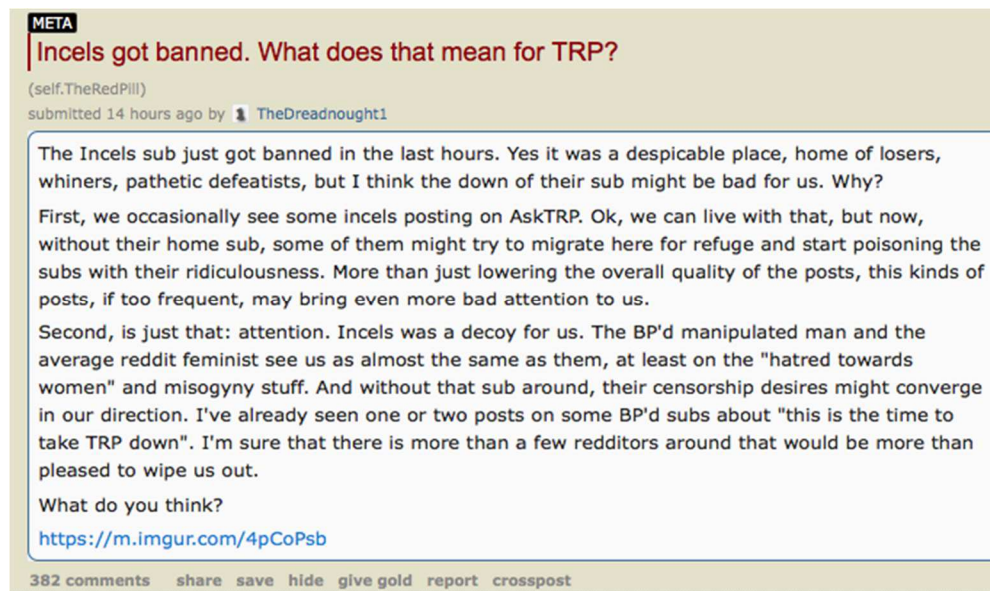 META
Incels got banned. What does that mean for TRP?
(self.TheRedPill)
submitted 14 hours ago by TheDreadnought1
The Incels sub just got banned in the last hours. Yes it was a despicable place, home of losers,
whiners, pathetic defeatists, but I think the down of their sub might be bad for us. Why?
First, we occasionally see some incels posting on AskTRP. Ok, we can live with that, but now,
without their home sub, some of them might try to migrate here for refuge and start poisoning the
subs with their ridiculousness. More than just lowering the overall quality of the posts, this kinds of
posts, if too frequent, may bring even more bad attention to us.
Second, is just that: attention. Incels was a decoy for us. The BP'd manipulated man and the
average reddit feminist see us as almost the same as them, at least on the "hatred towards
women" and misogyny stuff. And without that sub around, their censorship desires might converge
in our direction. I've already seen one or two posts on some BP'd subs about "this is the time to
take TRP down". I'm sure that there is more than a few redditors around that would be more than
pleased to wipe us out.
What do you think?
https://m.imgur.com/4pCoPsb
382 comments share save hide give gold report crosspost